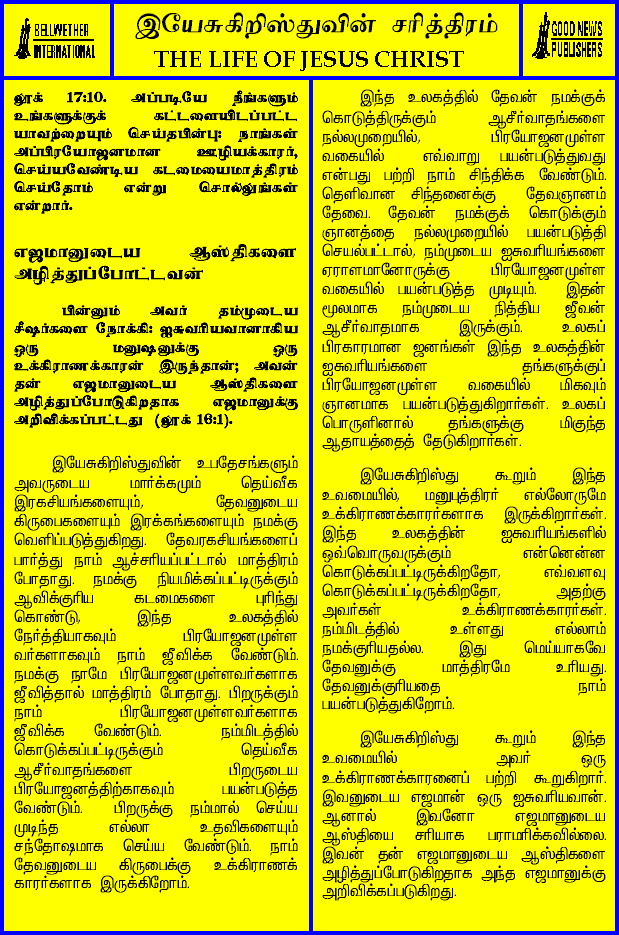 BELLWETHER
INTERNATIONAL
இயேசுகிறிஸ்துவின் சரித்திரம்
THE LIFE OF JESUS CHRIST
GOOD NEWS
PUBLISHERS
லூக் 17:10. அப்படியே நீங்களும்
உங்களுக்குக் கட்டளையிடப்பட்ட
யாவற்றையும் செய்தபின்பு: நாங்கள்
அப்பிரயோஜனமான ஊழியக்காரர்,
செய்யவேண்டிய கடமையைமாத்திரம்
செய்தோம் என்று சொல்லுங்கள்
என்றார்.
எஜமானுடைய ஆஸ்திகளை
அழித்துப்போட்டவன்
பின்னும் அவர் தம்முடைய
சீஷர்களை நோக்கி: ஐசுவரியவானாகிய
ஒரு மனுஷனுக்கு ஒரு
உக்கிராணக்காரன் இருந்தான்; அவன்
தன் எஜமானுடைய ஆஸ்திகளை
அழித்துப்போடுகிறதாக எஜமானுக்கு
அறிவிக்கப்பட்டது (லூக் 16:1).
இயேசுகிறிஸ்துவின் உபதேசங்களும்
அவருடைய மார்க்கமும் தெய்வீக
இரகசியங்களையும், தேவனுடைய
கிருபைகளையும் இரக்கங்களையும் நமக்கு
வெளிப்படுத்துகிறது. தேவரகசியங்களைப்
பார்த்து நாம் ஆச்சரியப்பட்டால் மாத்திரம்
போதாது. நமக்கு நியமிக்கப்பட்டிருக்கும்
ஆவிக்குரிய கடமைகளை புரிந்து
கொண்டு, இந்த உலகத்தில்
நேர்த்தியாகவும் பிரயோஜனமுள்ள
வர்களாகவும் நாம் ஜீவிக்க வேண்டும்.
நமக்கு நாமே பிரயோஜனமுள்ளவர்களாக
ஜீவித்தால் மாத்திரம் போதாது. பிறருக்கும்
நாம் பிரயோஜனமுள்ளவர்களாக
ஜீவிக்க வேண்டும். நம்மிடத்தில்
கொடுக்கப்பட்டிருக்கும் தெய்வீக
ஆசீர்வாதங்களை பிறருடைய
பிரயோஜனத்திற்காகவும் பயன்படுத்த
வேண்டும். பிறருக்கு நம்மால் செய்ய
முடிந்த எல்லா உதவிகளையும்
சந்தோஷமாக செய்ய வேண்டும். நாம்
தேவனுடைய கிருபைக்கு உக்கிராணக்
காரர்களாக இருக்கிறோம்.
இந்த உலகத்தில் தேவன் நமக்குக்
கொடுத்திருக்கும் ஆசீர்வாதங்களை
நல்லமுறையில், பிரயோஜனமுள்ள
வகையில் எவ்வாறு பயன்படுத்துவது
என்பது பற்றி நாம் சிந்திக்க வேண்டும்.
தெளிவான சிந்தனைக்கு தேவஞானம்
தேவை. தேவன் நமக்குக் கொடுக்கும்
ஞானத்தை நல்லமுறையில் பயன்படுத்தி
செயல்பட்டால், நம்முடைய ஐசுவரியங்களை
ஏராளமானோருக்கு பிரயோஜனமுள்ள
வகையில் பயன்படுத்த முடியும். இதன்
மூலமாக நம்முடைய நித்திய ஜீவன்
ஆசீர்வாதமாக இருக்கும். உலகப்
பிரகாரமான ஜனங்கள் இந்த உலகத்தின்
ஐசுவரியங்களை தங்களுக்குப்
பிரயோஜனமுள்ள வகையில் மிகவும்
ஞானமாக பயன்படுத்துகிறார்கள். உலகப்
பொருளினால் தங்களுக்கு மிகுந்த
ஆதாயத்தைத் தேடுகிறார்கள்.
இயேசுகிறிஸ்து கூறும் இந்த
உவமையில், மனுபுத்திரர் எல்லோருமே
உக்கிராணக்காரர்களாக இருக்கிறார்கள்.
இந்த உலகத்தின் ஐசுவரியங்களில்
ஒவ்வொருவருக்கும் என்னென்ன
கொடுக்கப்பட்டிருக்கிறதோ, எவ்வளவு
கொடுக்கப்பட்டிருக்கிறதோ, அதற்கு
அவர்கள் உக்கிராணக்காரர்கள்.
நம்மிடத்தில் உள்ளது எல்லாம்
நமக்குரியதல்ல. இது மெய்யாகவே
தேவனுக்கு மாத்திரமே உரியது.
தேவனுக்குரியதை நாம்
பயன்படுத்துகிறோம்.
இயேசுகிறிஸ்து கூறும் இந்த
உவமையில் அவர் ஒரு
உக்கிராணக்காரனைப் பற்றி கூறுகிறார்.
இவனுடைய எஜமான் ஒரு ஐசுவரியவான்.
ஆனால் இவனோ எஜமானுடைய
ஆஸ்தியை சரியாக பராமரிக்கவில்லை.
இவன் தன் எஜமானுடைய ஆஸ்திகளை
அழித்துப்போடுகிறதாக அந்த எஜமானுக்கு
அறிவிக்கப்படுகிறது.